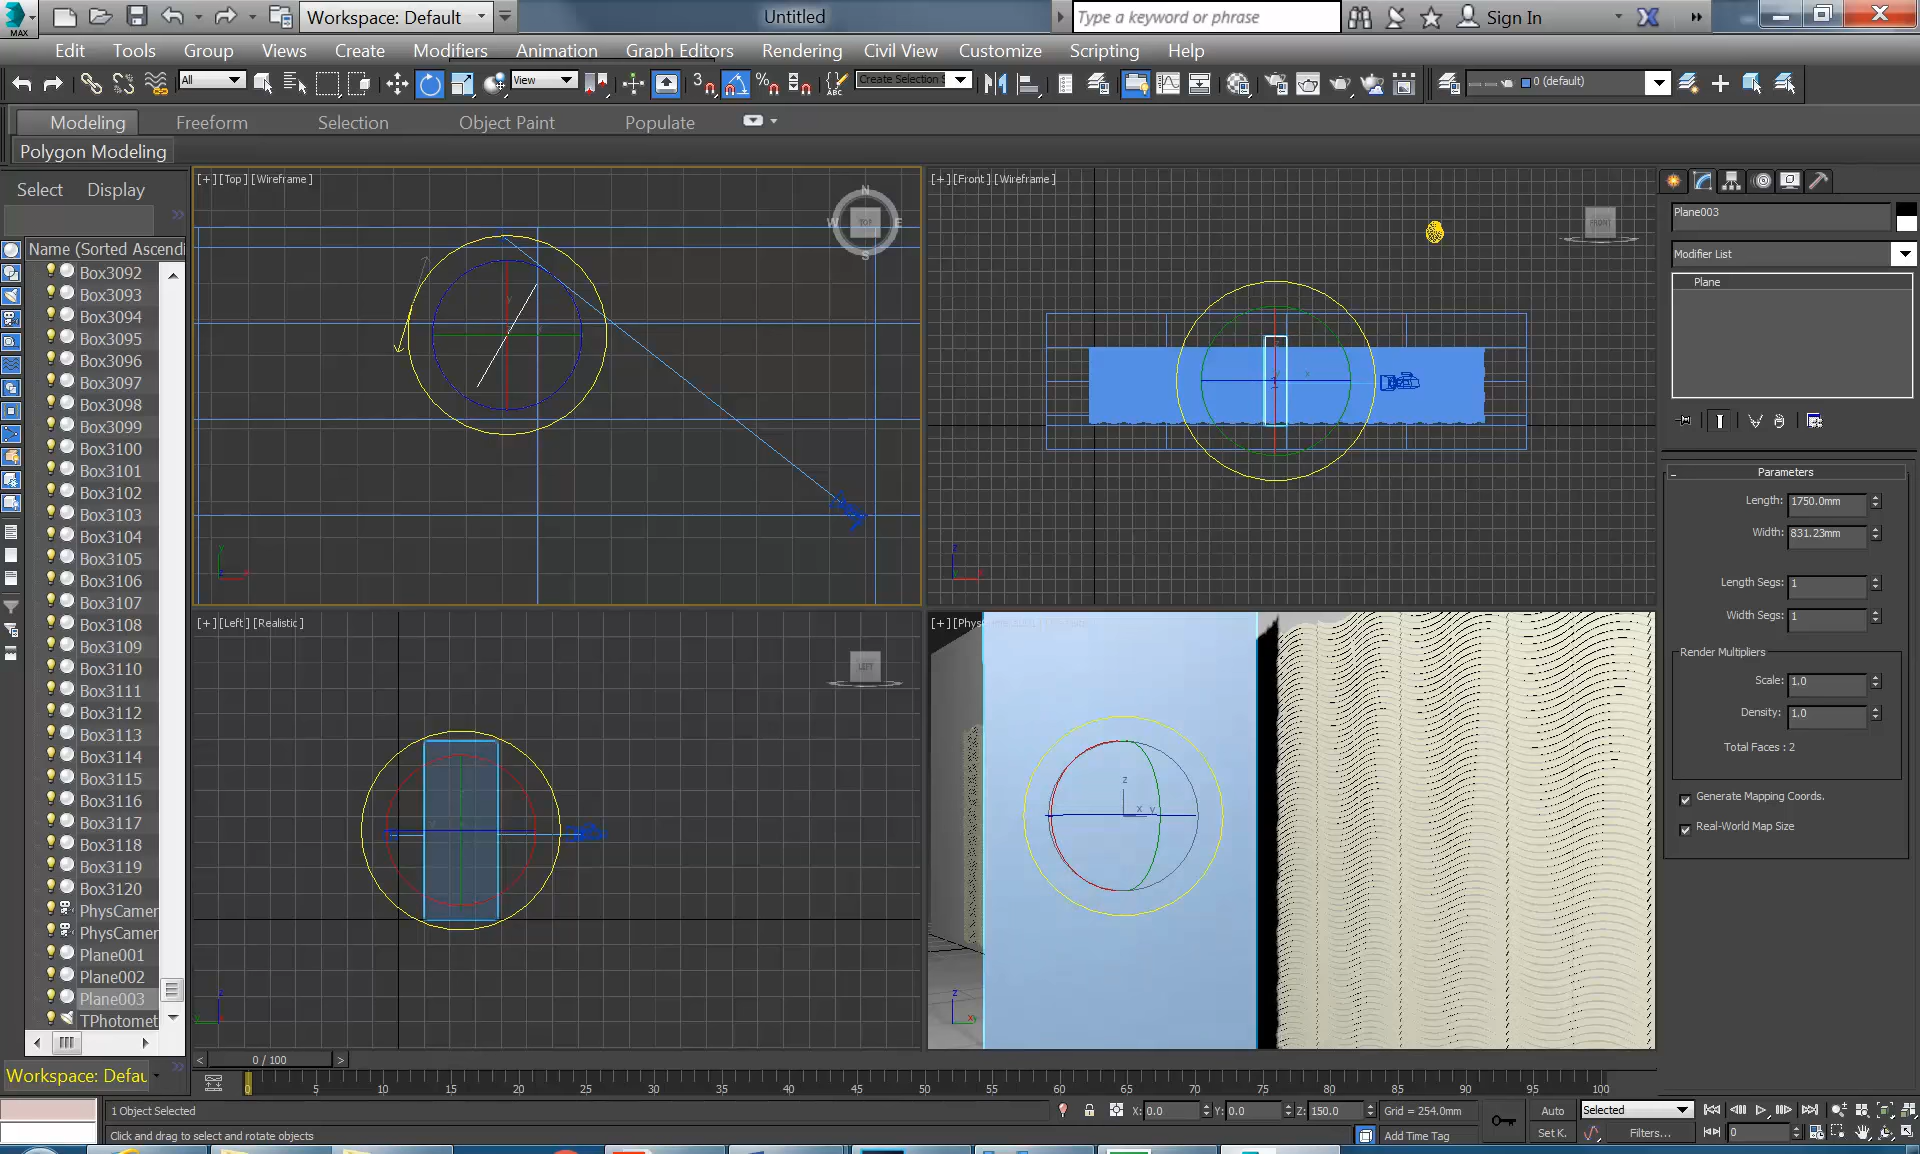 MAX
Workspace: Default
Untitled
Type a keyword or phrase
Sign In
Edit Tools Group Views Create Modifiers Animation Graph Editors Rendering Civil View Customize Scripting Help
All
View
3
ABC
Create Selection S
0 (default)
Modeling Freeform Selection Object Paint Populate
Polygon Modeling
Select Display
Name (Sorted Ascendi
Box3092
Box3093
Box3094
Box3095
Box3096
Box3097
Box3098
Box3099
Box3100
Box3101
Box3102
Box3103
Box3104
Box3105
Box3106
Box3107
Box3108
Box3109
Box3110
Box3111
Box3112
Box3113
Box3114
Box3115
Box3116
Box3117
Box3118
Box3119
Box3120
PhysCamer
PhysCamer
Plane001
Plane002
Plane003
TPhotomet
Workspace: Defau
[+] [Top] [Wireframe]
N
W TOP E
S
[+] [Front] [Wireframe]
FRONT
[+] [Left] [Realistic]
LEFT
[+] [Phys
Plane003
Modifier List
Plane
Parameters
Length: 1750.0mm
Width: 831.23mm
Length Segs: 1
Width Segs: 1
Render Multipliers
Scale: 1.0
Density: 1.0
Total Faces : 2
Generate Mapping Coords.
Real-World Map Size
< 0 / 100 >
0 5 10 15 20 25 30 35 40 45 50 55 60 65 70 75 80 85 90 95 100
1 Object Selected
X: 0.0 Y: 0.0 Z: 150.0 Grid = 254.0mm
Auto Selected
Click and drag to select and rotate objects
Add Time Tag
Set K. Filters... 0